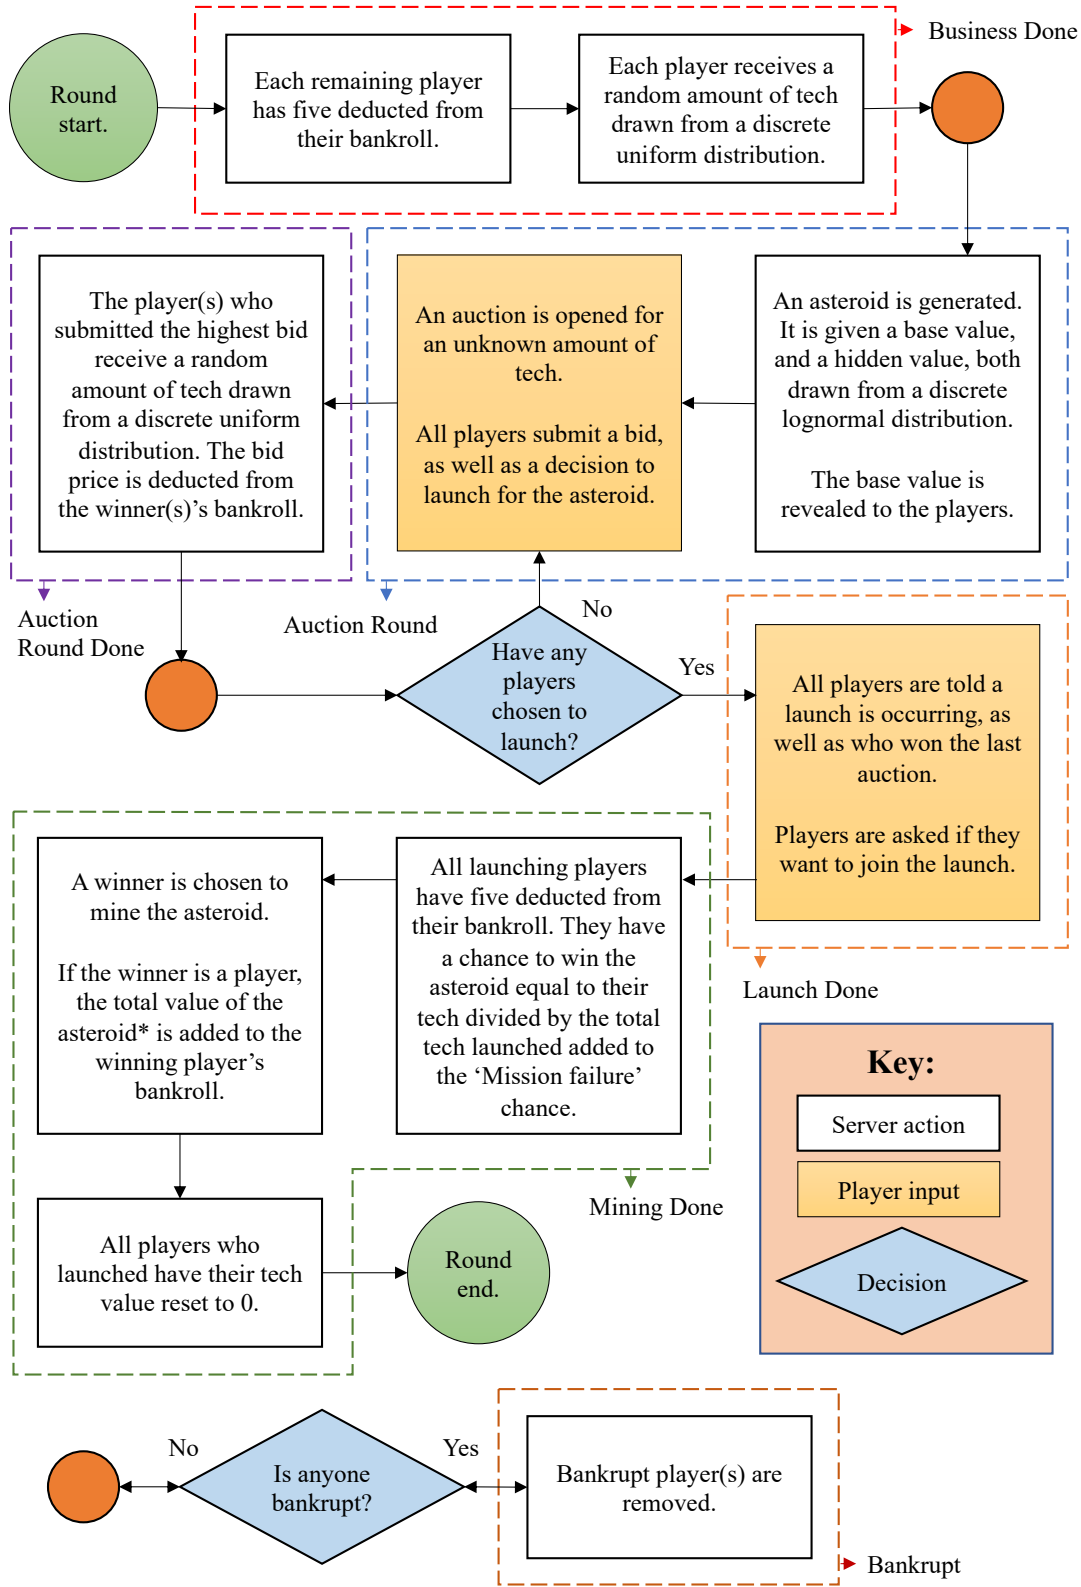 Business Done
Round
start.
Each remaining player
has five deducted from
their bankroll.
Each player receives a
random amount of tech
drawn from a discrete
uniform distribution.
The player(s) who
submitted the highest bid
receive a random
amount of tech drawn
from a discrete uniform
distribution. The bid
price is deducted from
the winner(s)’s bankroll.
An auction is opened for
an unknown amount of
tech.
All players submit a bid,
as well as a decision to
launch for the asteroid.
An asteroid is generated.
It is given a base value,
and a hidden value, both
drawn from a discrete
lognormal distribution.
The base value is
revealed to the players.
Auction
Round Done
Auction Round
No
Have any
players
chosen to
launch?
Yes
All players are told a
launch is occurring, as
well as who won the last
auction.
Players are asked if they
want to join the launch.
Launch Done
A winner is chosen to
mine the asteroid.
If the winner is a player,
the total value of the
asteroid* is added to the
winning player’s
bankroll.
All launching players
have five deducted from
their bankroll. They have
a chance to win the
asteroid equal to their
tech divided by the total
tech launched added to
the ‘Mission failure’
chance.
Mining Done
All players who
launched have their tech
value reset to 0.
Round
end.
Key:
Server action
Player input
Decision
No
Is anyone
bankrupt?
Yes
Bankrupt player(s) are
removed.
Bankrupt